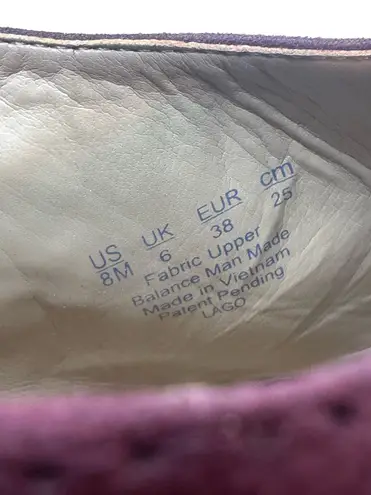 US UK EUR cm
8M 6 38 25
Fabric Upper
Balance Man Made
Made in Vietnam
Patent Pending
LAGO